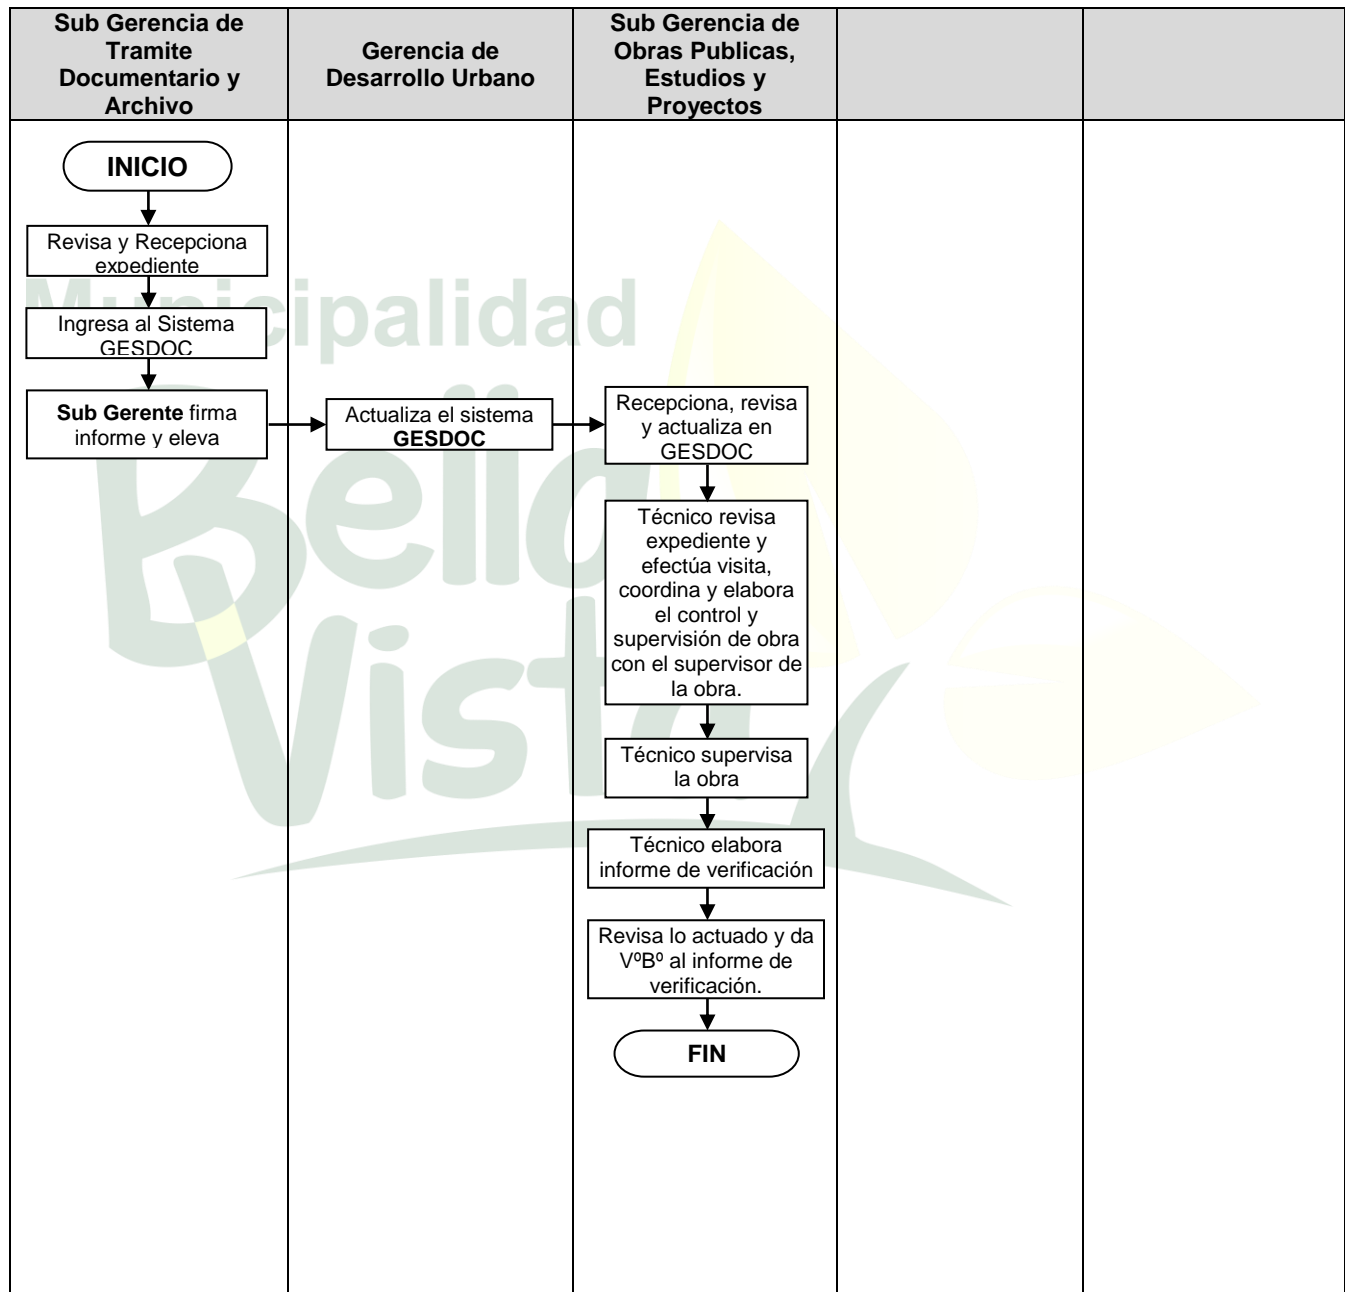 Sub Gerencia de
Tramite
Documentario y
Archivo
Gerencia de
Desarrollo Urbano
Sub Gerencia de
Obras Publicas,
Estudios y
Proyectos
INICIO
Revisa y Recepciona
expediente
Ingresa al Sistema
GESDOC
Sub Gerente firma
informe y eleva
Actualiza el sistema
GESDOC
Recepciona, revisa
y actualiza en
GESDOC
Técnico revisa
expediente y
efectúa visita,
coordina y elabora
el control y
supervisión de obra
con el supervisor de
la obra.
Técnico supervisa
la obra
Técnico elabora
informe de verificación
Revisa lo actuado y da
VºBº al informe de
verificación.
FIN
Municipalidad
Bella
Vista